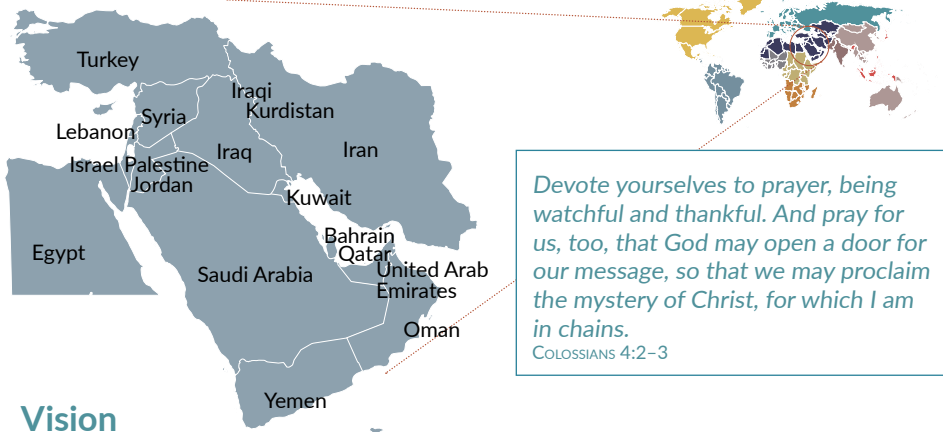 Turkey
Iraqi
Kurdistan
Syria
Lebanon
Iraq
Iran
Israel Palestine
Jordan
Kuwait
Egypt
Bahrain
Qatar
Saudi Arabia
United Arab
Emirates
Oman
Yemen
Devote yourselves to prayer, being
watchful and thankful. And pray for
us, too, that God may open a door for
our message, so that we may proclaim
the mystery of Christ, for which I am
in chains.
Colossians 4:2–3
Vision